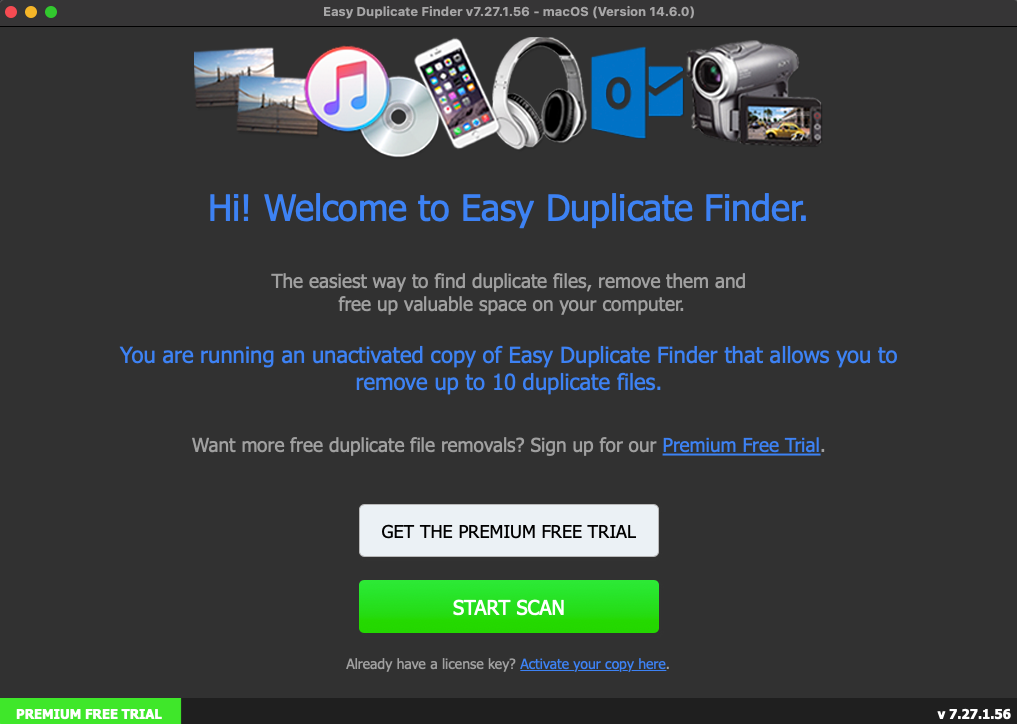 Easy Duplicate Finder v7.27.1.56 - macOS (Version 14.6.0)
Hi! Welcome to Easy Duplicate Finder.
The easiest way to find duplicate files, remove them and
free up valuable space on your computer.
You are running an unactivated copy of Easy Duplicate Finder that allows you to
remove up to 10 duplicate files.
Want more free duplicate file removals? Sign up for our Premium Free Trial.
GET THE PREMIUM FREE TRIAL
START SCAN
Already have a license key? Activate your copy here.
PREMIUM FREE TRIAL
v 7.27.1.56